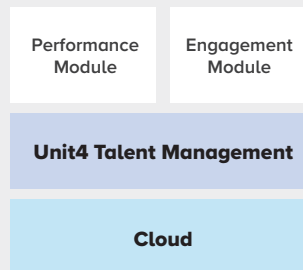 Performance
Module
Engagement
Module
Unit4 Talent Management
Cloud